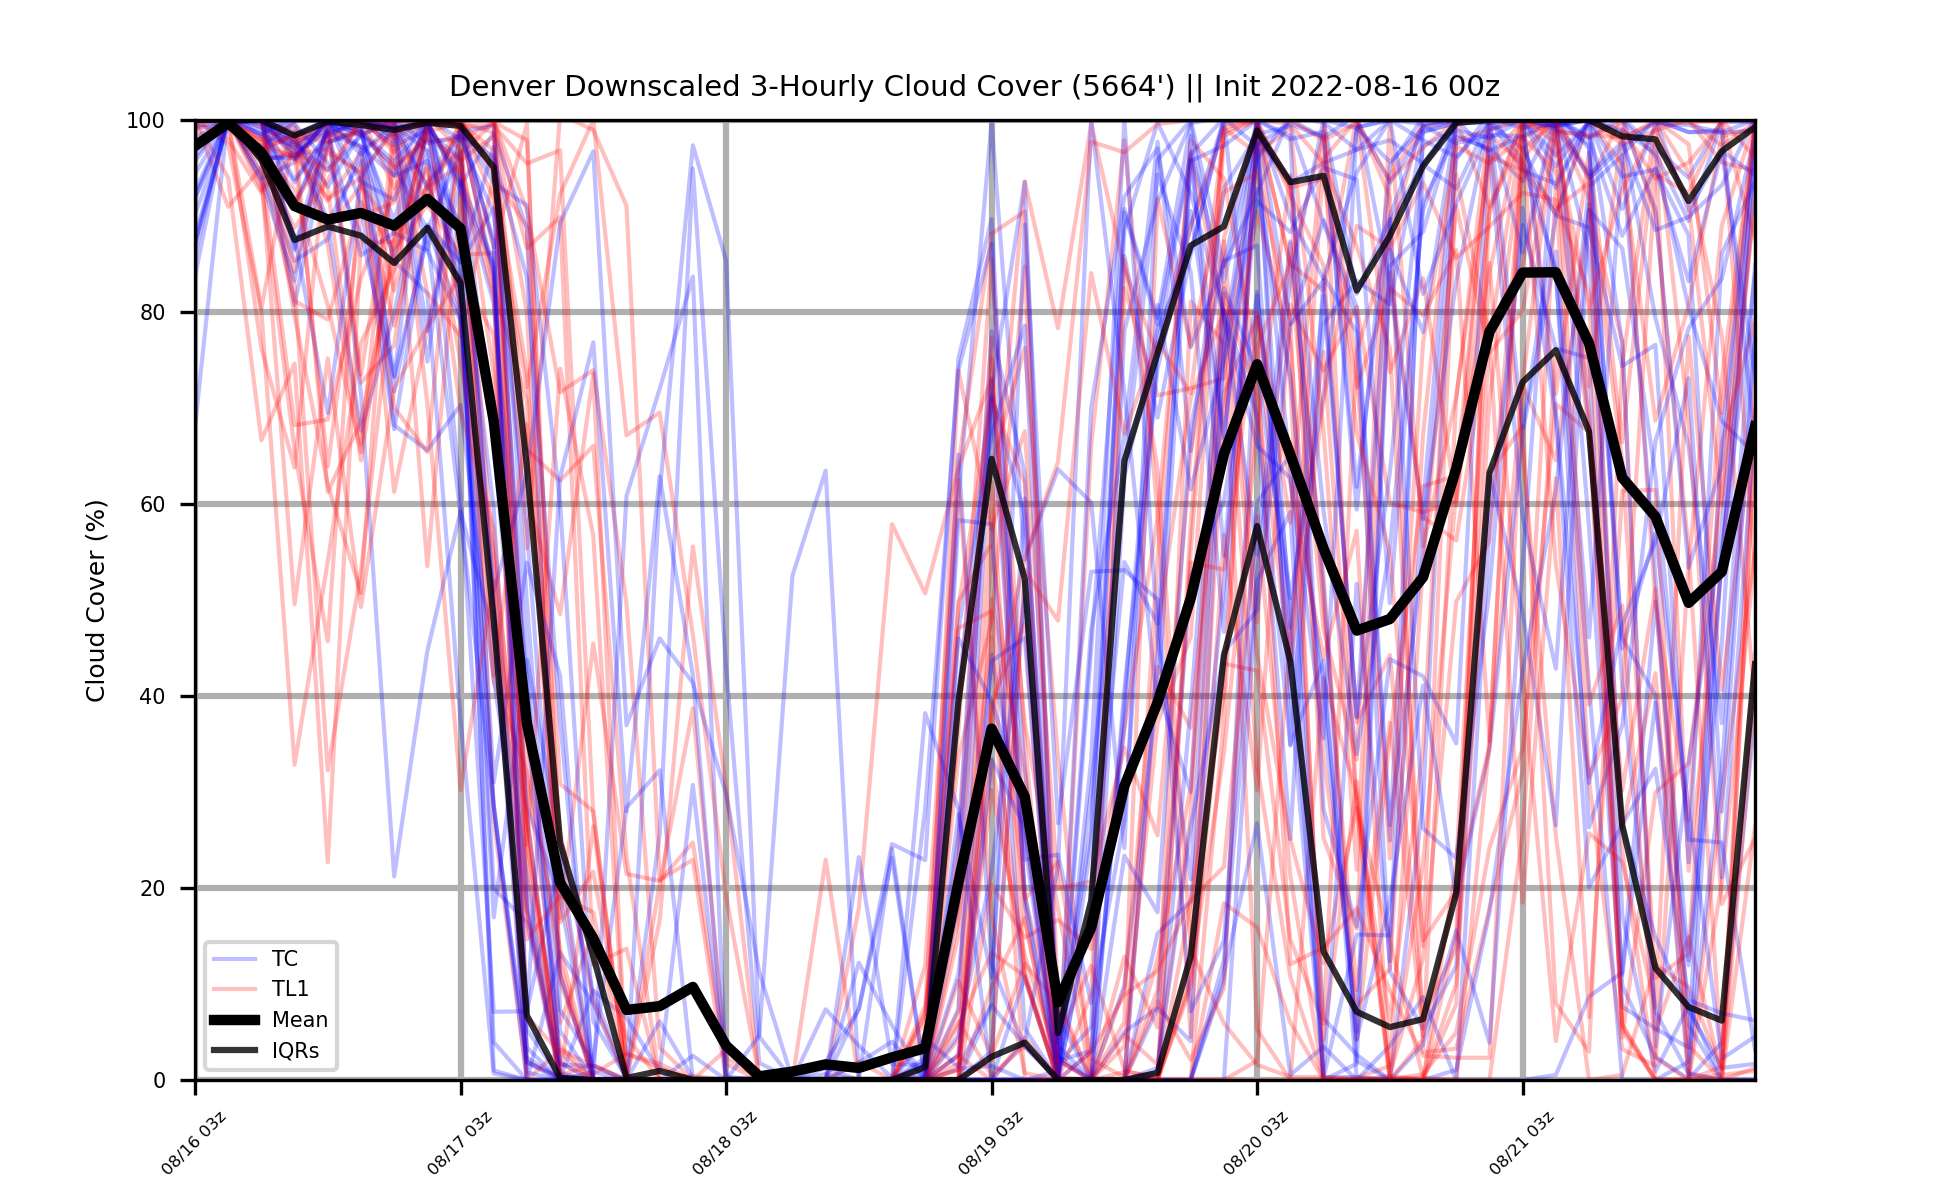 Denver Downscaled 3-Hourly Cloud Cover (5664') || Init 2022-08-16 00z
Cloud Cover (%)
100
80
60
40
20
0
TC
TL1
Mean
IQRs
08/16 03z
08/17 03z
08/18 03z
08/19 03z
08/20 03z
08/21 03z